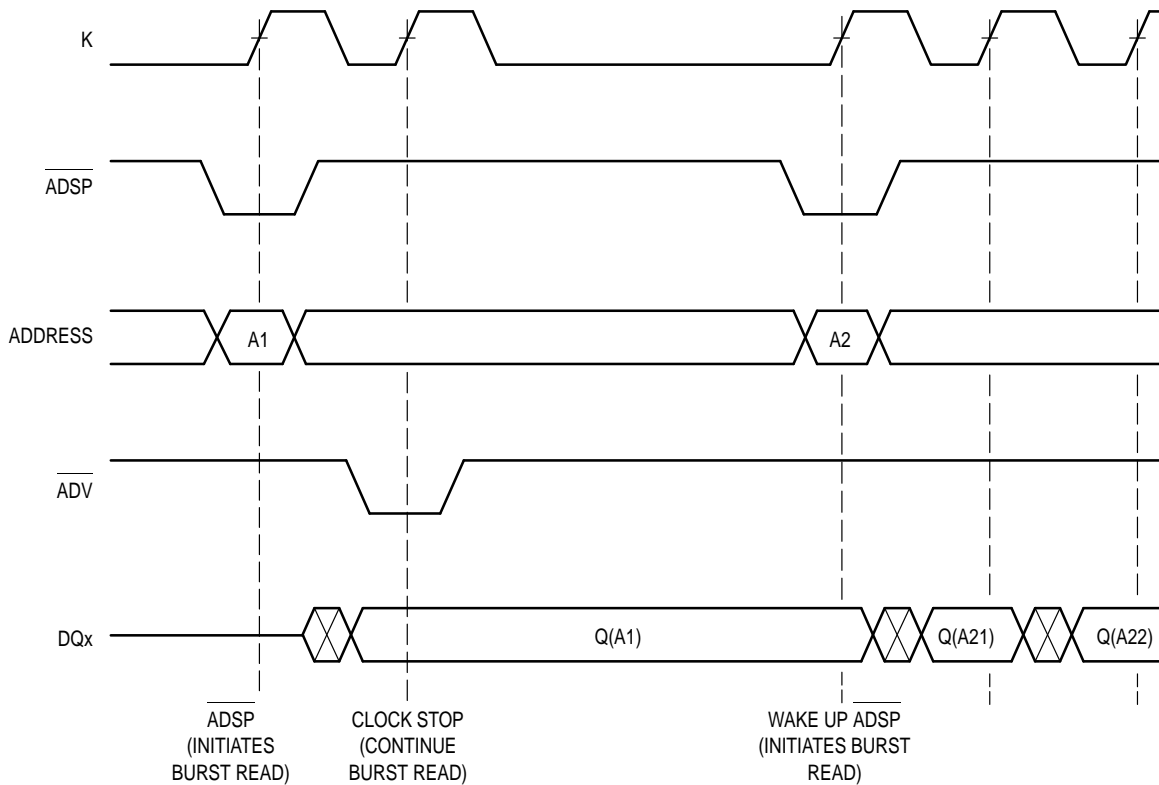 K
ADSP
ADDRESS
A1
A2
ADV
DQx
Q(A1)
Q(A21)
Q(A22)
ADSP
(INITIATES
BURST READ)
CLOCK STOP
(CONTINUE
BURST READ)
WAKE UP ADSP
(INITIATES BURST
READ)